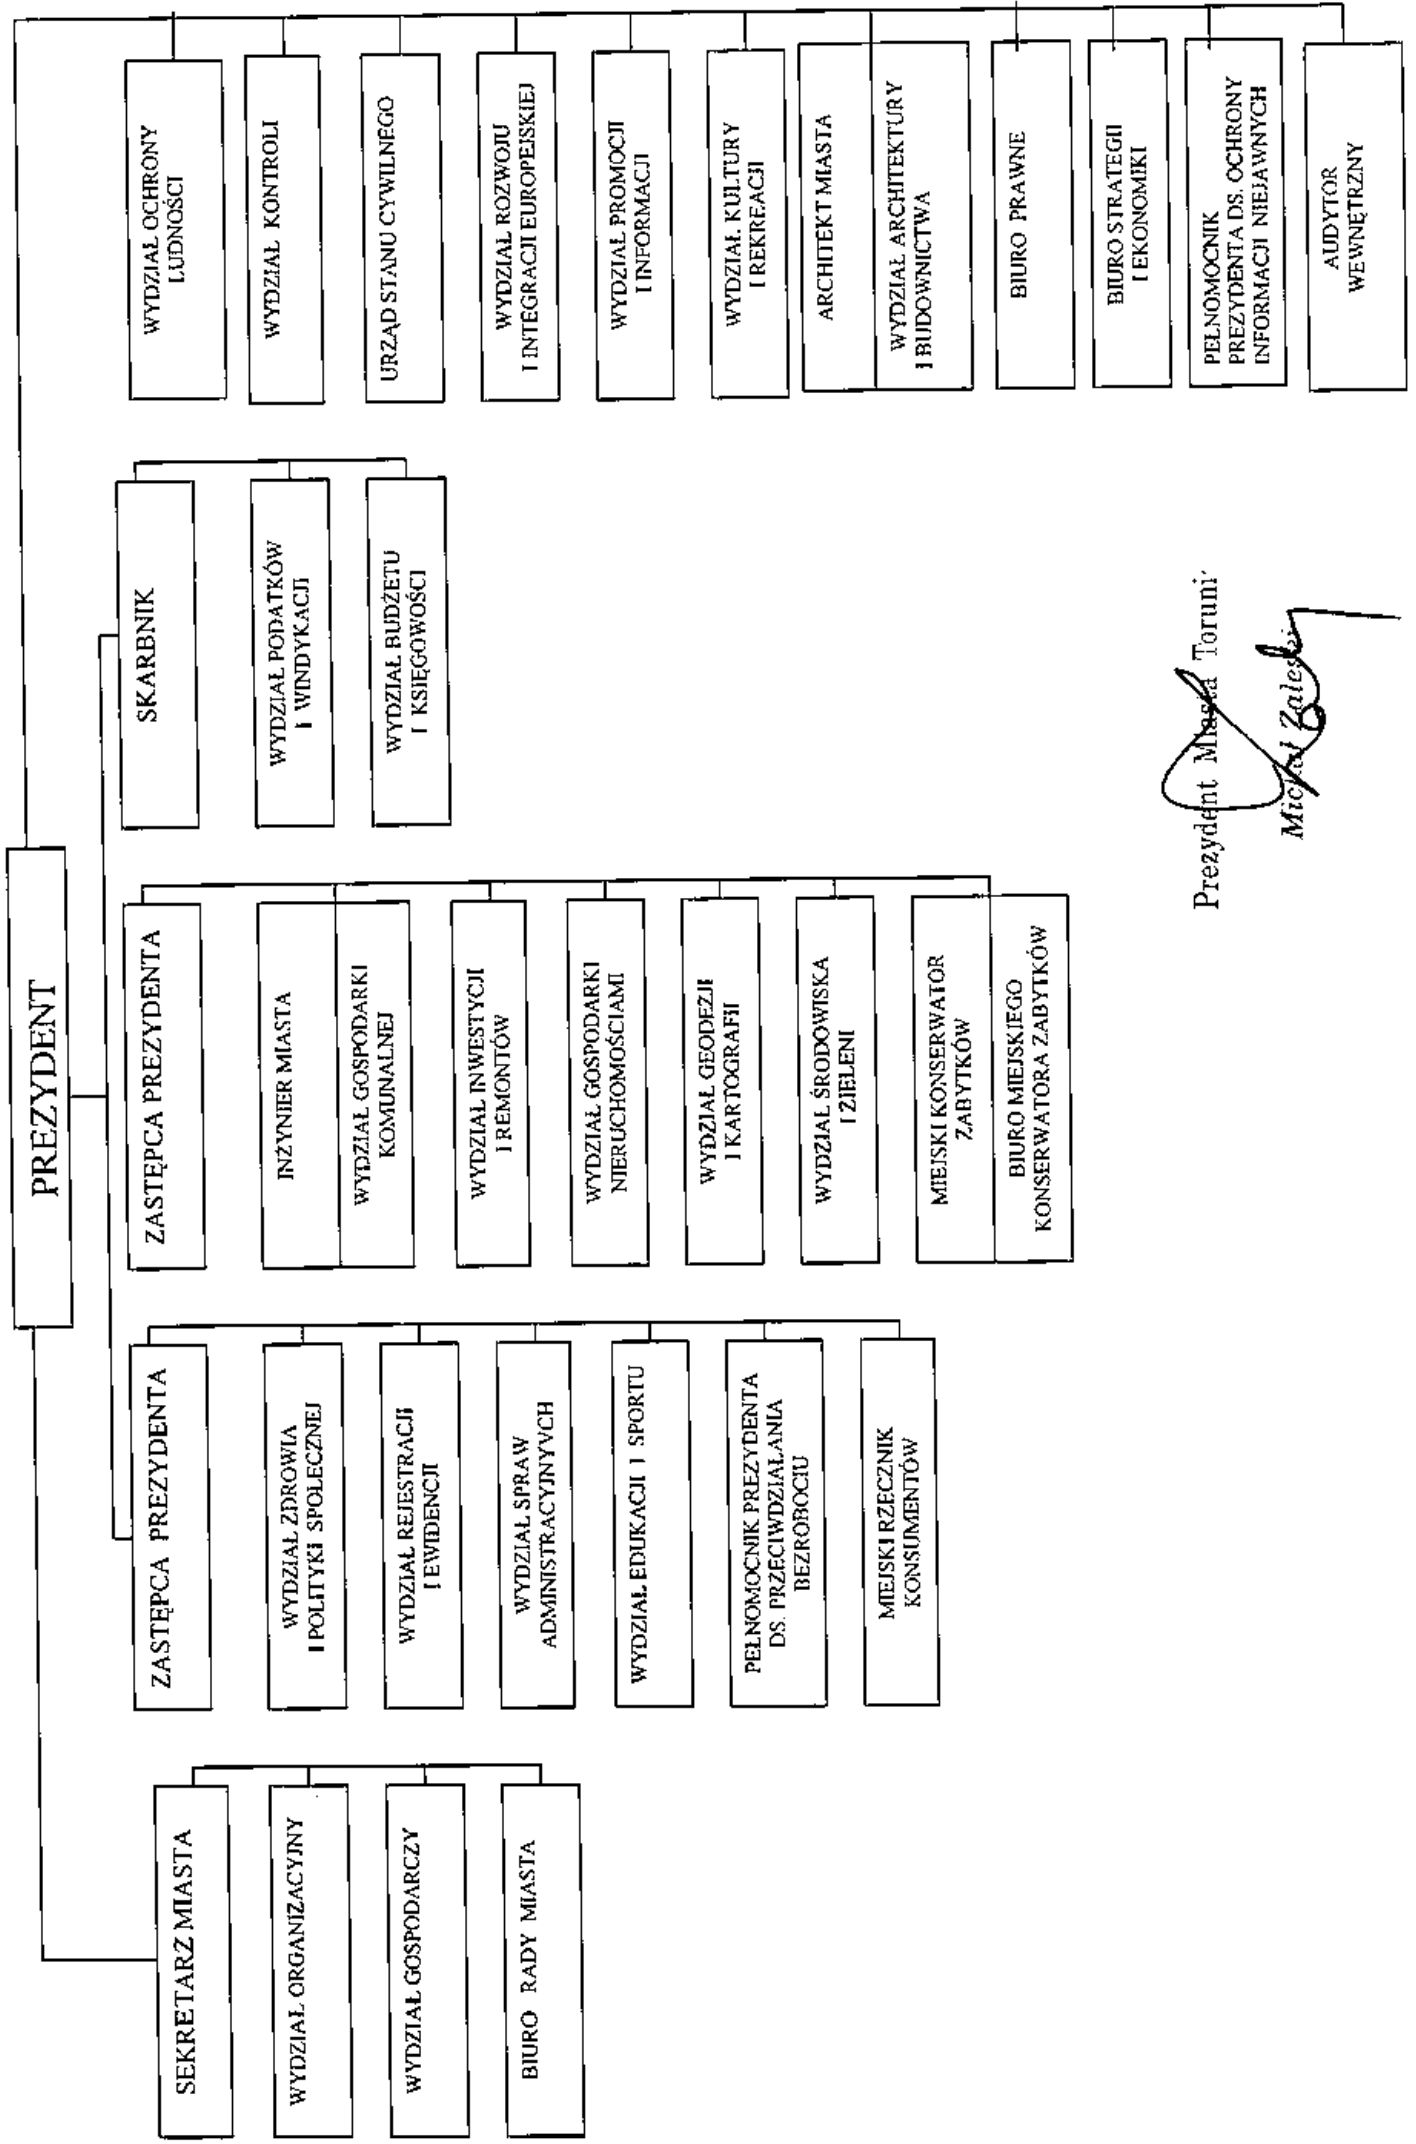 PREZYDENT
SEKRETARZ MIASTA
WYDZIAŁ ORGANIZACYJNY
WYDZIAŁ GOSPODARCZY
BIURO RADY MIASTA
ZASTĘPCA PREZYDENTA
WYDZIAŁ ZDROWIA
I POLITYKI SPOŁECZNEJ
WYDZIAŁ REJESTRACJI
I EWIDENCJI
WYDZIAŁ SPRAW
ADMINISTRACYJNYCH
WYDZIAŁ EDUKACJI I SPORTU
PEŁNOMOCNIK PREZYDENTA
DS. PRZECIWDZIAŁANIA
BEZROBOCIU
MIEJSKI RZECZNIK
KONSUMENTÓW
ZASTĘPCA PREZYDENTA
INŻYNIER MIASTA
WYDZIAŁ GOSPODARKI
KOMUNALNEJ
WYDZIAŁ INWESTYCJI
I REMONTÓW
WYDZIAŁ GOSPODARKI
NIERUCHOMOŚCIAMI
WYDZIAŁ GEODEZJI
I KARTOGRAFII
WYDZIAŁ ŚRODOWISKA
I ZIELENI
MIEJSKI KONSERWATOR
ZABYTKÓW
BIURO MIEJSKIEGO
KONSERWATORA ZABYTKÓW
SKARBNIK
WYDZIAŁ PODATKÓW
I WINDYKACJI
WYDZIAŁ BUDŻETU
I KSIĘGOWOŚCI
WYDZIAŁ OCHRONY
LUDNOŚCI
WYDZIAŁ KONTROLI
URZĄD STANU CYWILNEGO
WYDZIAŁ ROZWOJU
I INTEGRACJI EUROPEJSKIEJ
WYDZIAŁ PROMOCJI
I INFORMACJI
WYDZIAŁ KULTURY
I REKREACJI
ARCHITEKT MIASTA
WYDZIAŁ ARCHITEKTURY
I BUDOWNICTWA
BIURO PRAWNE
BIURO STRATEGII
I EKONOMIKI
PEŁNOMOCNIK
PREZYDENTA DS. OCHRONY
INFORMACJI NIEJAWNYCH
AUDYTOR
WEWNĘTRZNY
Prezydent Miasta Toruni
Michał Zaleski